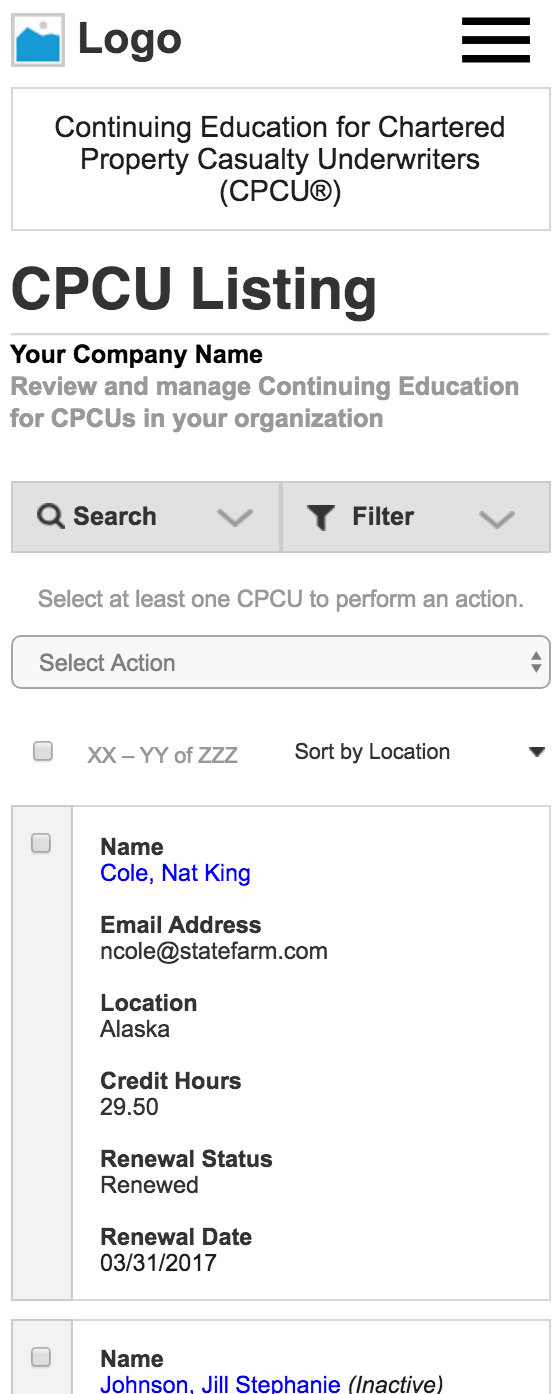 Logo
Continuing Education for Chartered
Property Casualty Underwriters
(CPCU®)
CPCU Listing
Your Company Name
Review and manage Continuing Education
for CPCUs in your organization
Search
Filter
Select at least one CPCU to perform an action.
Select Action
XX – YY of ZZZ
Sort by Location
Name
Cole, Nat King
Email Address
ncole@statefarm.com
Location
Alaska
Credit Hours
29.50
Renewal Status
Renewed
Renewal Date
03/31/2017
Name
Johnson, Jill Stephanie (Inactive)